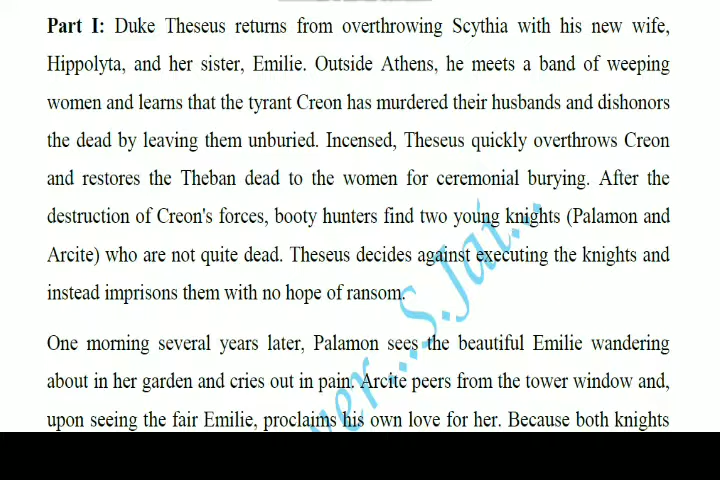 Part I: Duke Theseus returns from overthrowing Scythia with his new wife,
Hippolyta, and her sister, Emilie. Outside Athens, he meets a band of weeping
women and learns that the tyrant Creon has murdered their husbands and dishonors
the dead by leaving them unburied. Incensed, Theseus quickly overthrows Creon
and restores the Theban dead to the women for ceremonial burying. After the
destruction of Creon's forces, booty hunters find two young knights (Palamon and
Arcite) who are not quite dead. Theseus decides against executing the knights and
instead imprisons them with no hope of ransom.
One morning several years later, Palamon sees the beautiful Emilie wandering
about in her garden and cries out in pain. Arcite peers from the tower window and,
upon seeing the fair Emilie, proclaims his own love for her. Because both knights